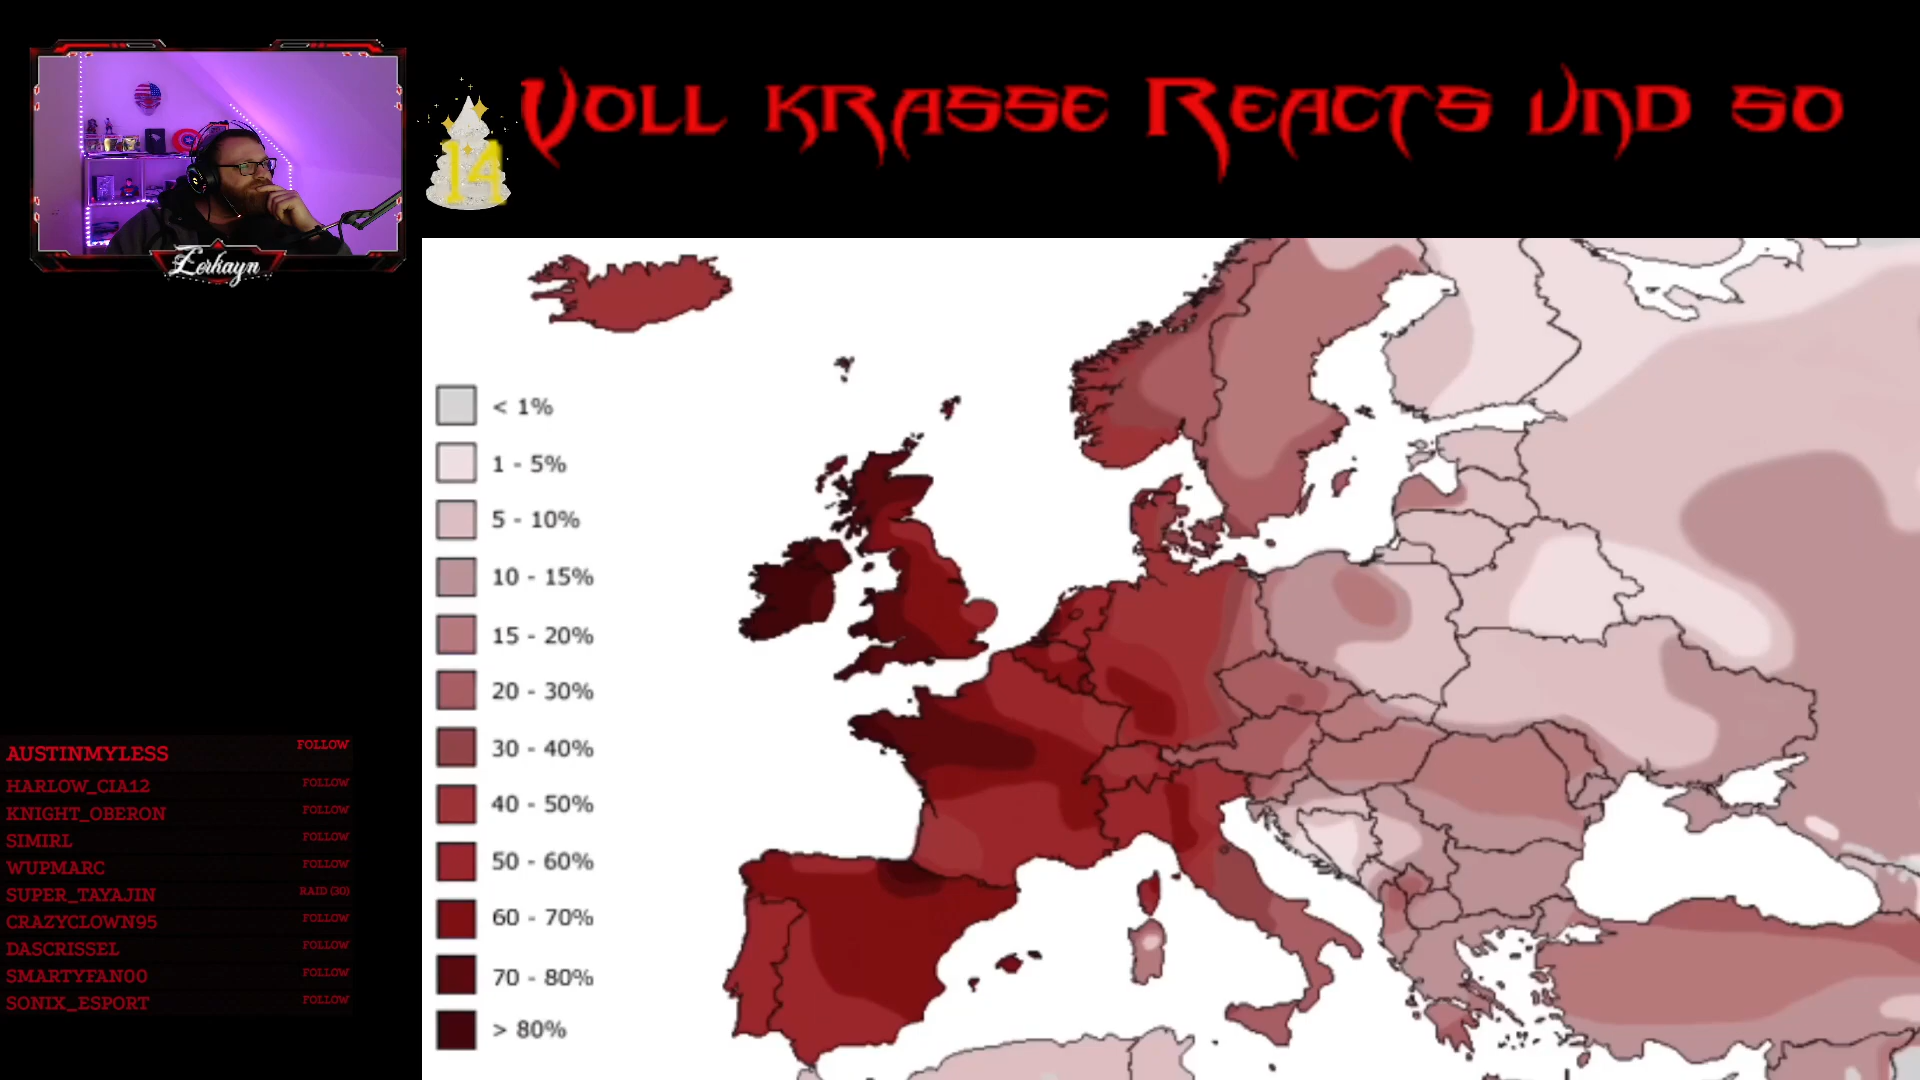 Voll krasse Reacts und so
14
Zerkayn
< 1%
1 - 5%
5 - 10%
10 - 15%
15 - 20%
20 - 30%
30 - 40%
40 - 50%
50 - 60%
60 - 70%
70 - 80%
> 80%
AUSTINMYLESS FOLLOW
HARLOW_CIA12 FOLLOW
KNIGHT_OBERON FOLLOW
SIMIRL FOLLOW
WUPMARC FOLLOW
SUPER_TAYAJIN RAID (30)
CRAZYCLOWN95 FOLLOW
DASCRISSEL FOLLOW
SMARTYFAN00 FOLLOW
SONIX_ESPORT FOLLOW